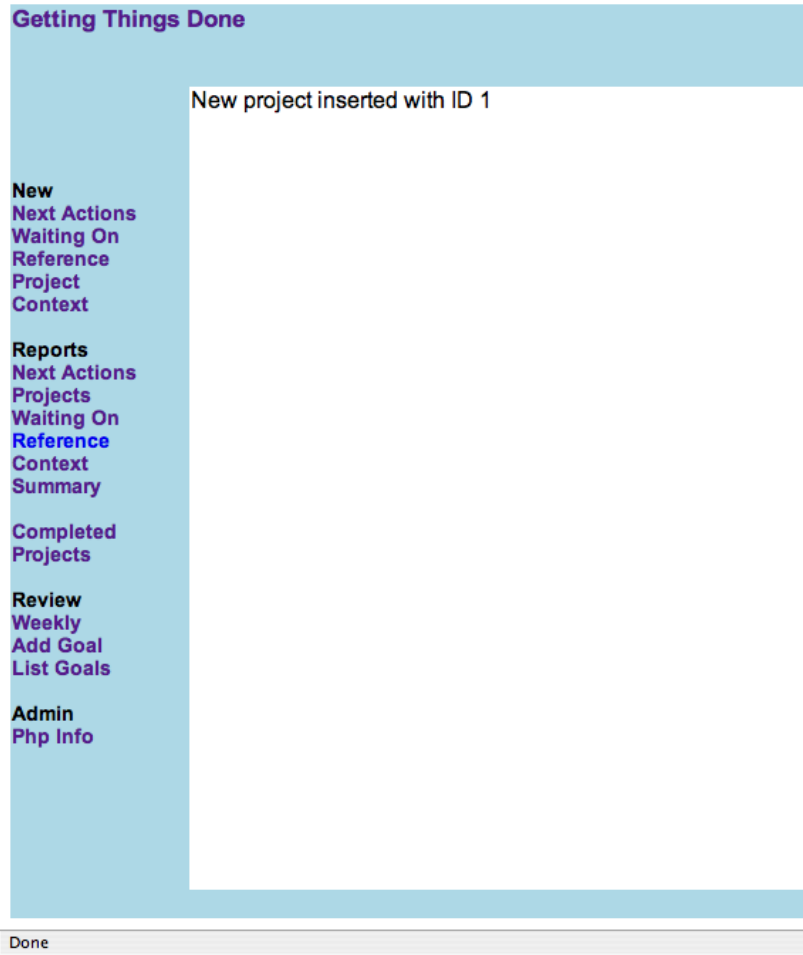 Getting Things Done
New project inserted with ID 1
New
Next Actions
Waiting On
Reference
Project
Context
Reports
Next Actions
Projects
Waiting On
Reference
Context
Summary
Completed
Projects
Review
Weekly
Add Goal
List Goals
Admin
Php Info
Done